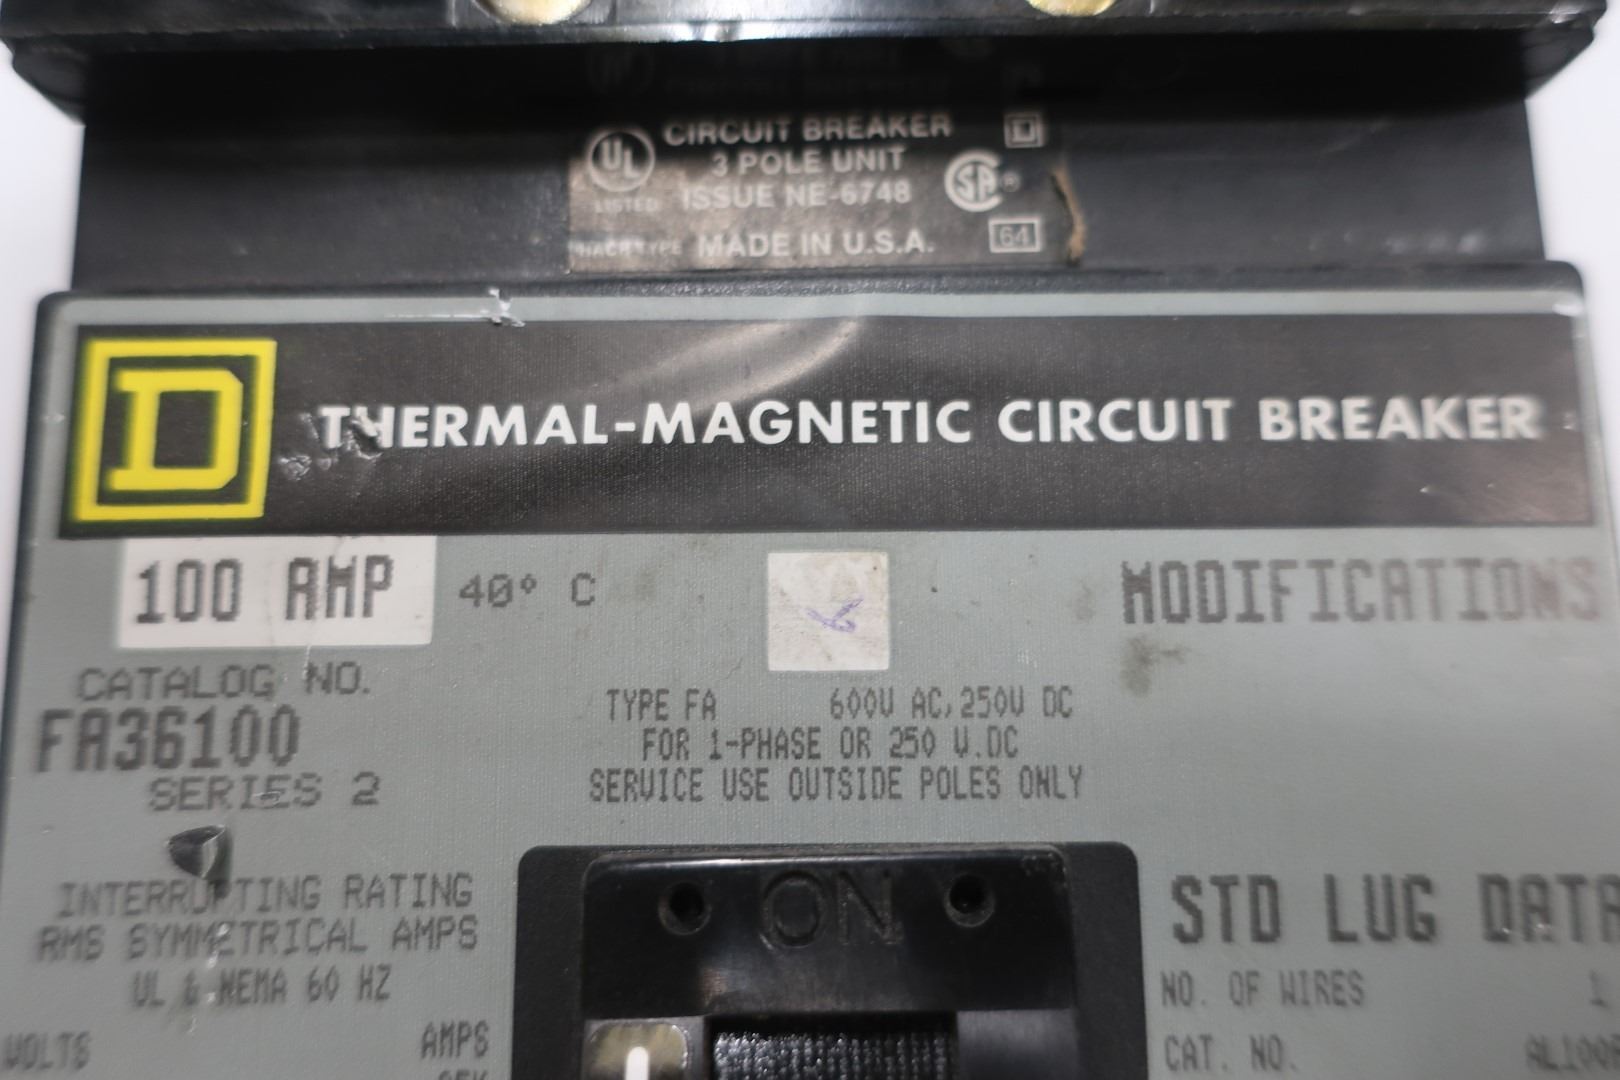 CIRCUIT BREAKER
3 POLE UNIT
ISSUE NE-6748
UL
LISTED
SA®
MADE IN U.S.A.
64
D
THERMAL-MAGNETIC CIRCUIT BREAKER
100 AMP 40° C
MODIFICATIONS
CATALOG NO.
FA36100
SERIES 2
TYPE FA 600V AC, 250V DC
FOR 1-PHASE OR 250 V.DC
SERVICE USE OUTSIDE POLES ONLY
INTERRUPTING RATING
RMS SYMMETRICAL AMPS
UL & NEMA 60 HZ
VOLTS AMPS
ON
STD LUG DATA
NO. OF WIRES 1
CAT. NO.